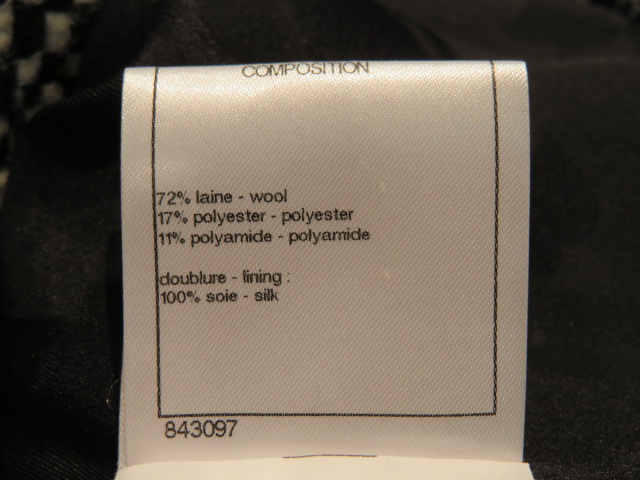 COMPOSITION
72% laine - wool
17% polyester - polyester
11% polyamide - polyamide
doublure - lining :
100% soie - silk
843097